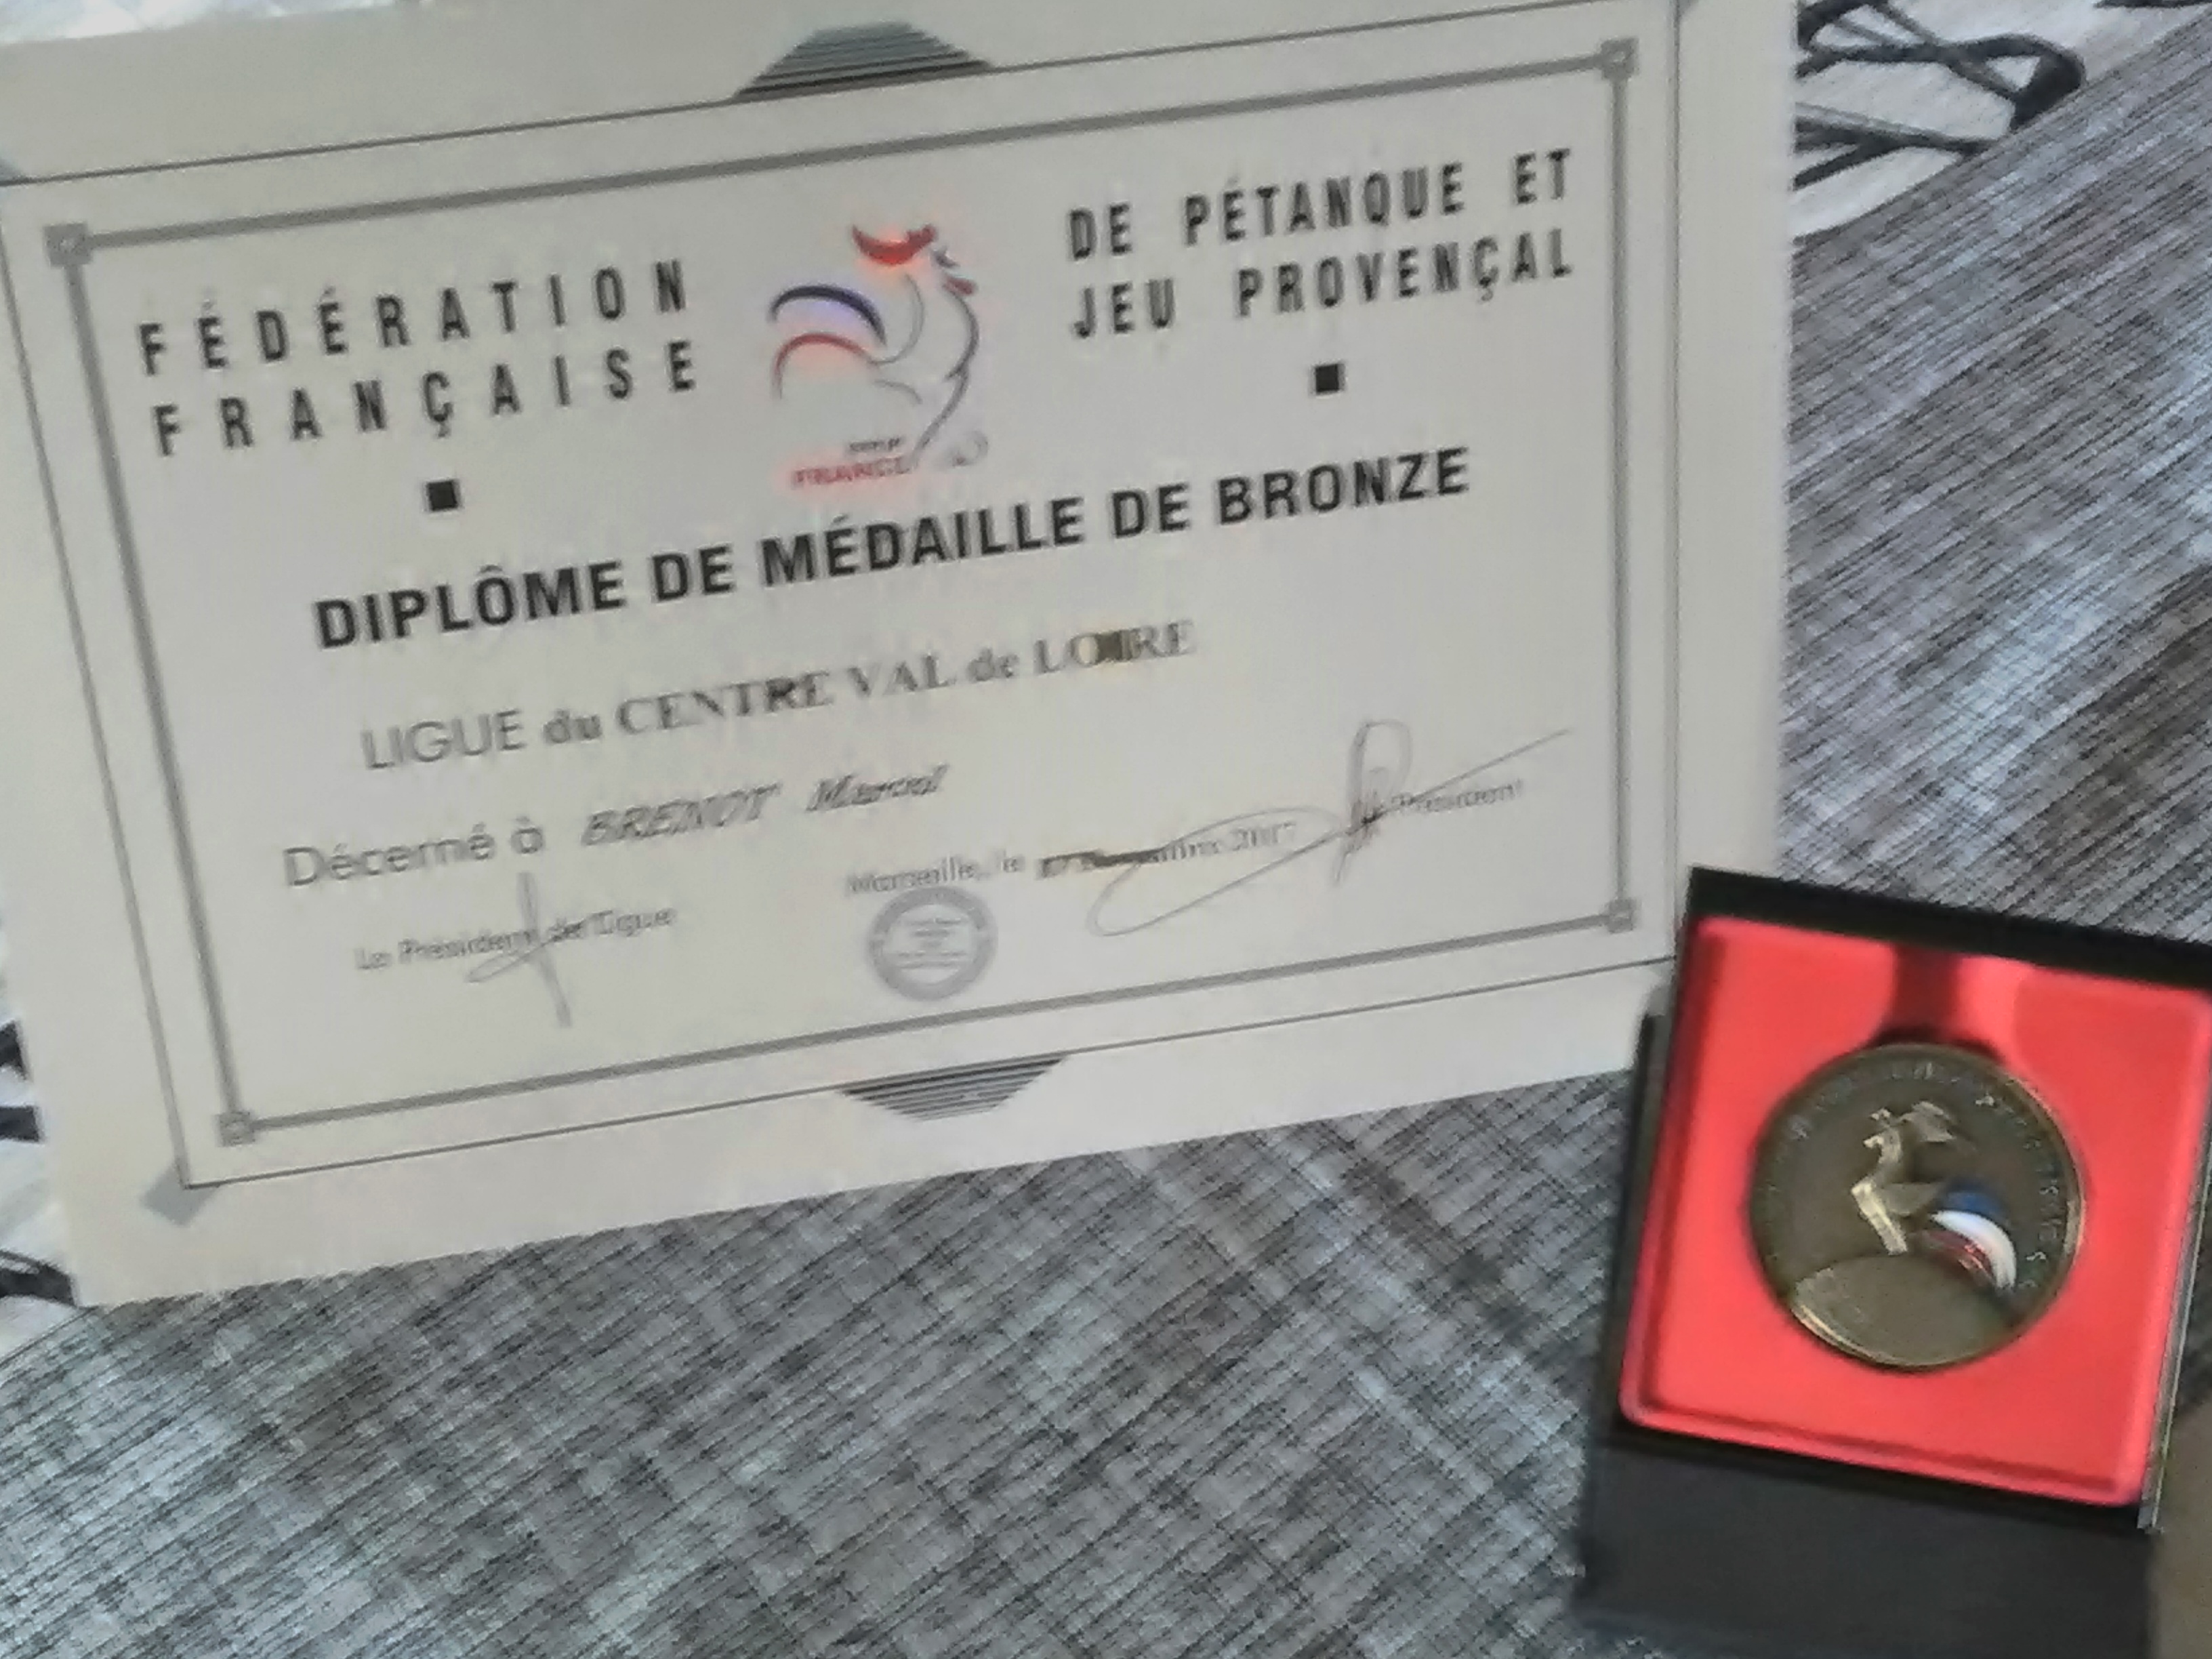 FÉDÉRATION
FRANÇAISE
DE PÉTANQUE ET
JEU PROVENÇAL
FRANCE
DIPLÔME DE MÉDAILLE DE BRONZE
LIGUE du CENTRE VAL de LOIRE
Décerné à BRENOT Marcel
Marseille, le
Président
Le Président de Ligue